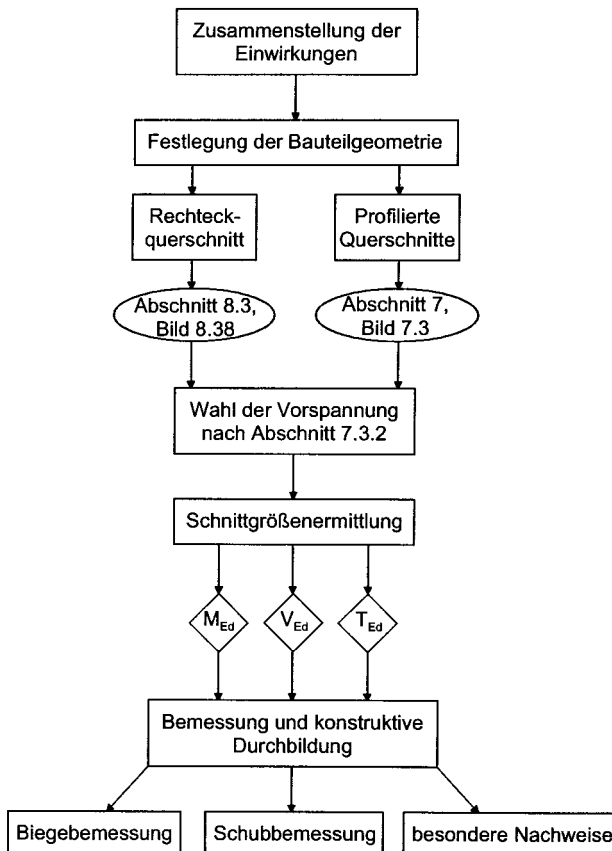 Zusammenstellung der
Einwirkungen
Festlegung der Bauteilgeometrie
Rechteck-
querschnitt
Profilierte
Querschnitte
Abschnitt 8.3,
Bild 8.38
Abschnitt 7,
Bild 7.3
Wahl der Vorspannung
nach Abschnitt 7.3.2
Schnittgrößenermittlung
M_Ed
V_Ed
T_Ed
Bemessung und konstruktive
Durchbildung
Biegebemessung
Schubbemessung
besondere Nachweise